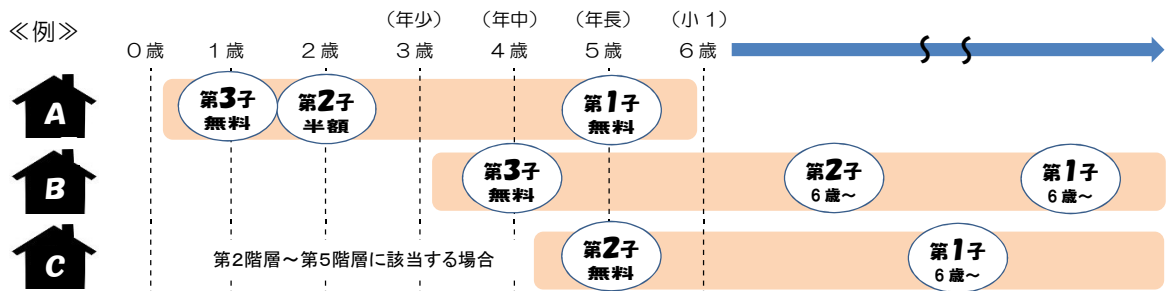 ≪例≫
(年少) (年中) (年長) (小1)
0歳 1歳 2歳 3歳 4歳 5歳 6歳
A
第3子
無料
第2子
半額
第1子
無料
B
第3子
無料
第2子
6歳~
第1子
6歳~
C
第2階層~第5階層に該当する場合
第2子
無料
第1子
6歳~